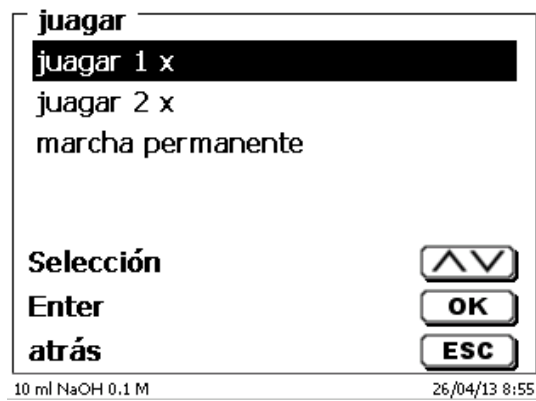 juagar
juagar 1 x
juagar 2 x
marcha permanente
Selección
Enter OK
atrás ESC
10 ml NaOH 0.1 M 26/04/13 8:55